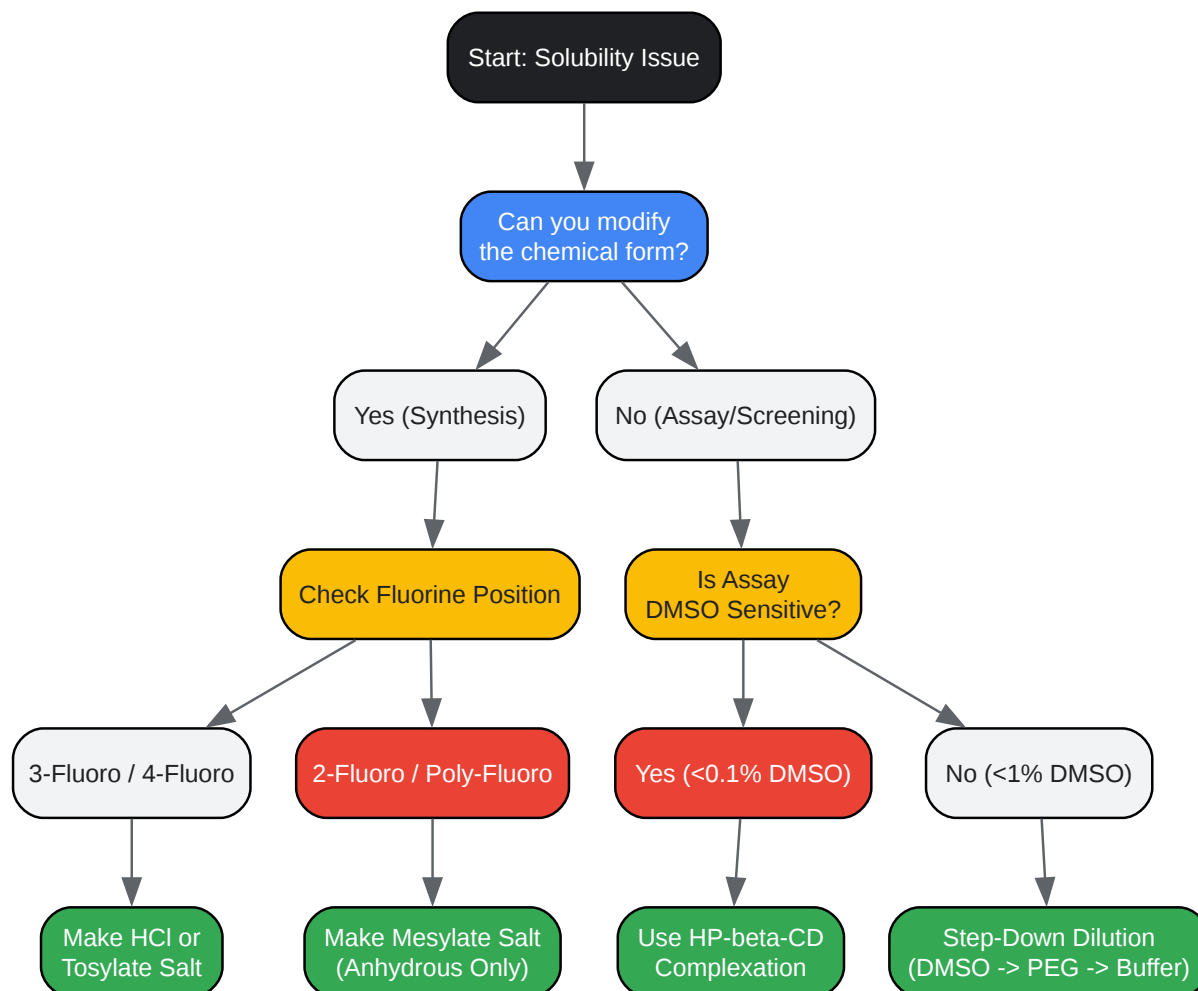 Start: Solubility Issue
Can you modify
the chemical form?
Yes (Synthesis)
No (Assay/Screening)
Check Fluorine Position
Is Assay
DMSO Sensitive?
3-Fluoro / 4-Fluoro
2-Fluoro / Poly-Fluoro
Yes (<0.1% DMSO)
No (<1% DMSO)
Make HCl or
Tosylate Salt
Make Mesylate Salt
(Anhydrous Only)
Use HP-beta-CD
Complexation
Step-Down Dilution
(DMSO -> PEG -> Buffer)